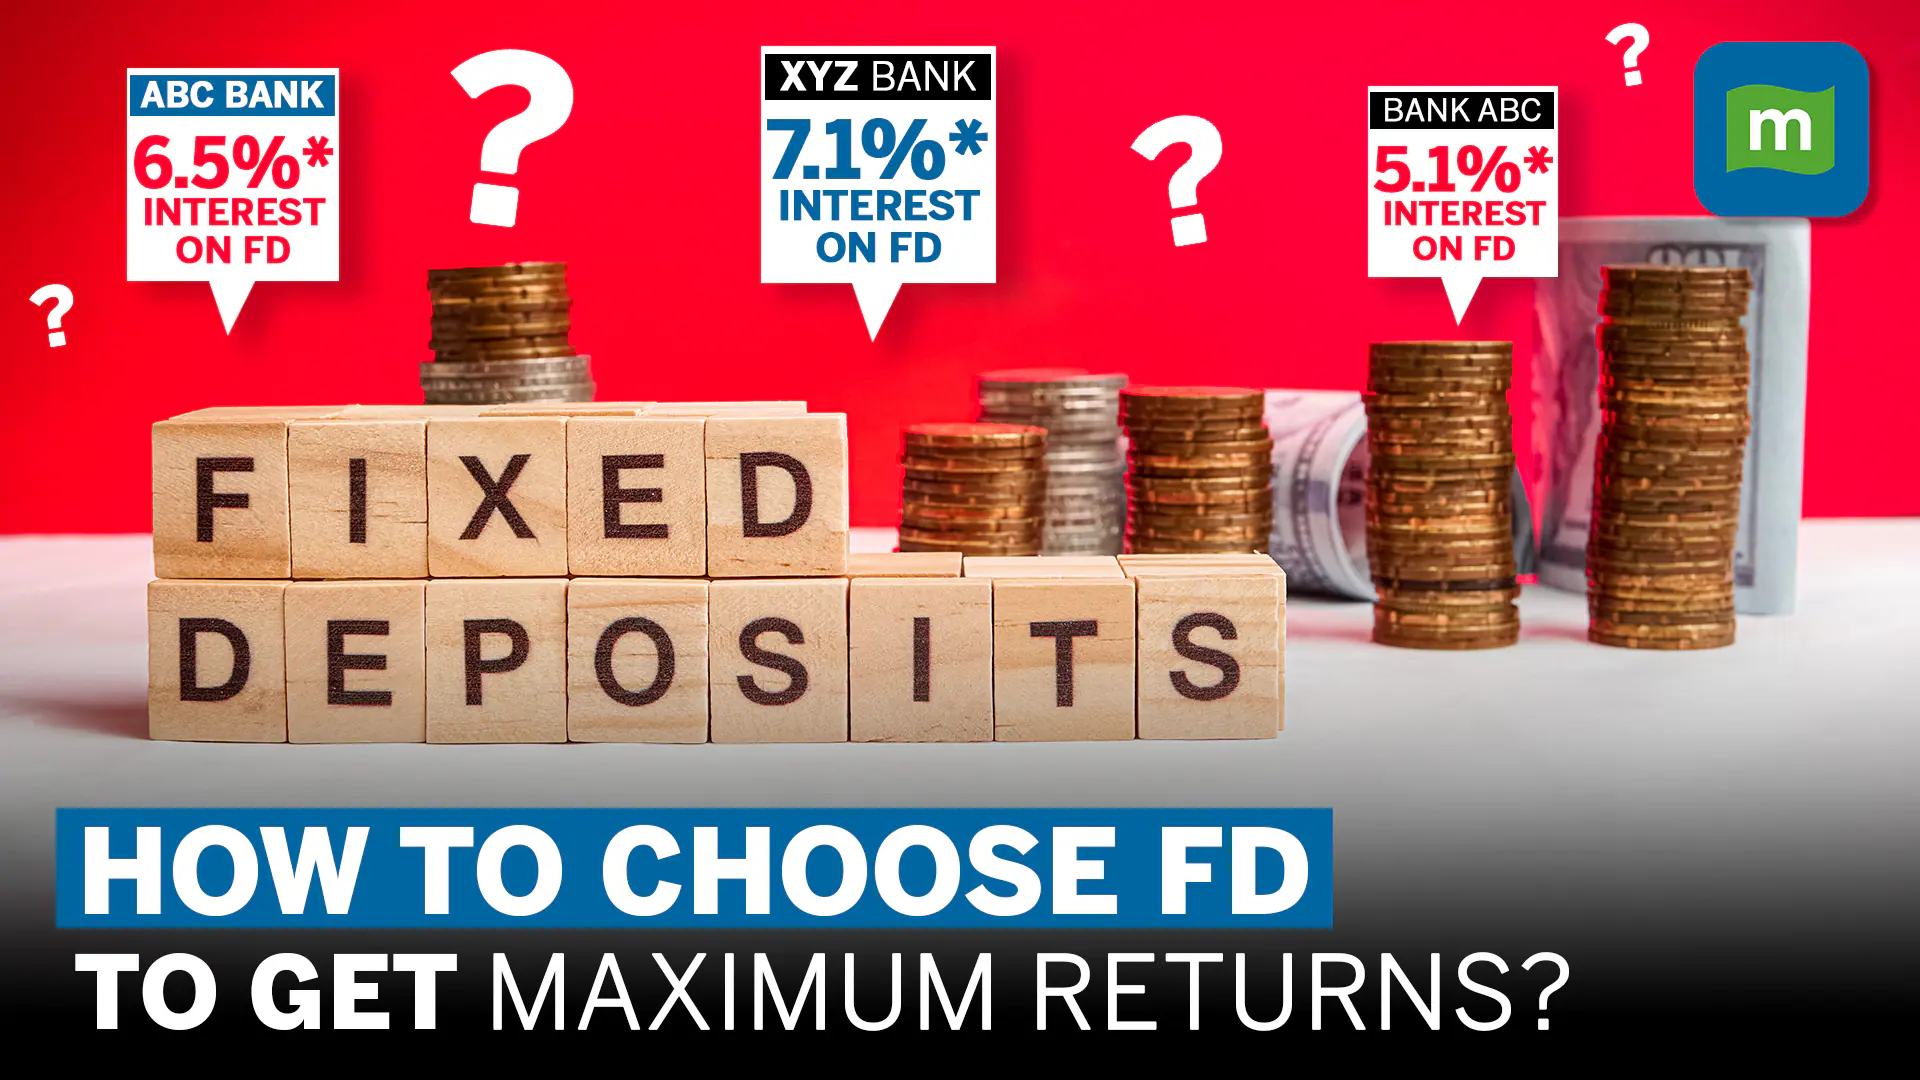 ABC BANK
6.5%*
INTEREST
ON FD
XYZ BANK
7.1%*
INTEREST
ON FD
BANK ABC
5.1%*
INTEREST
ON FD
m
FIXED
DEPOSITS
HOW TO CHOOSE FD
TO GET MAXIMUM RETURNS?